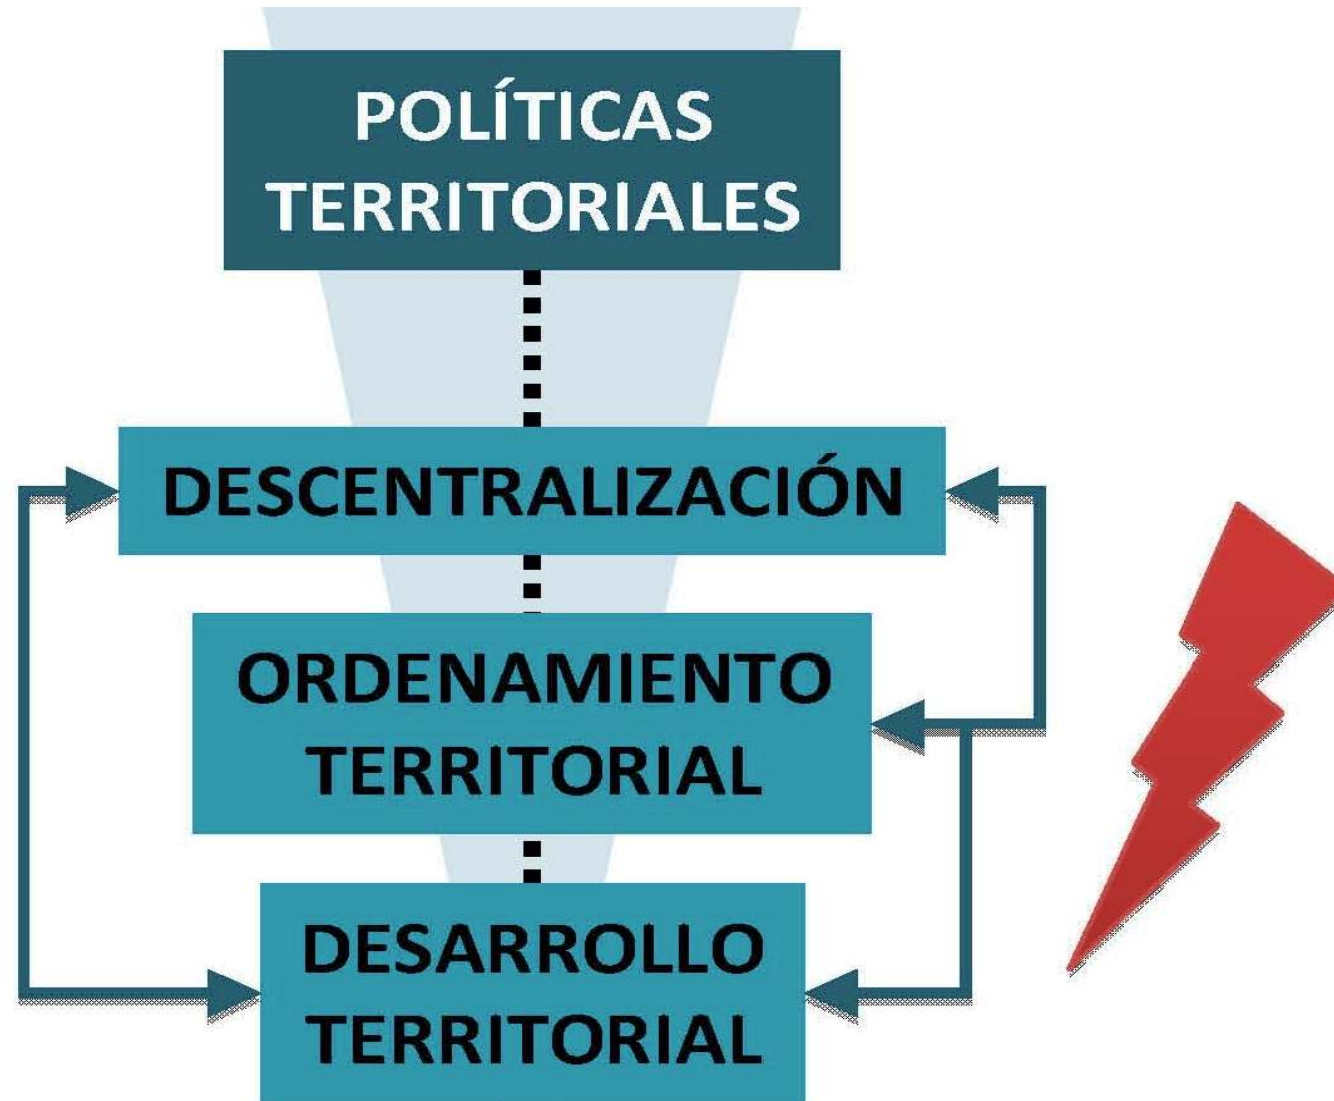 POLÍTICAS
TERRITORIALES
DESCENTRALIZACIÓN
ORDENAMIENTO
TERRITORIAL
DESARROLLO
TERRITORIAL